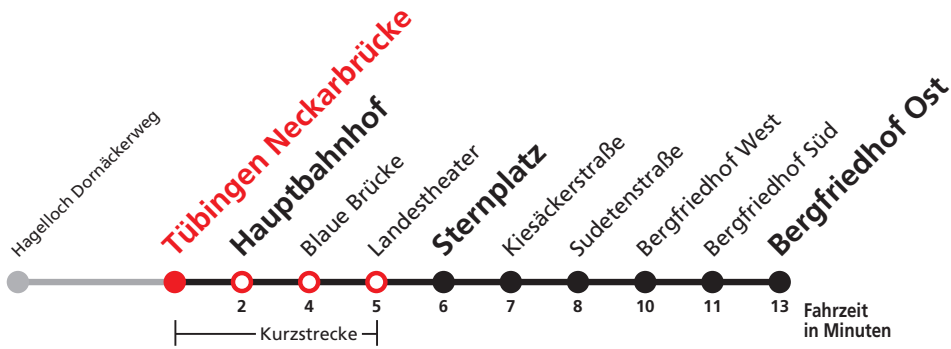 Hagelloch Dornäckerweg
Tübingen Neckarbrücke
Hauptbahnhof
Blaue Brücke
Landestheater
Sternplatz
Kiesäckerstraße
Sudetenstraße
Bergfriedhof West
Bergfriedhof Süd
Bergfriedhof Ost
2 4 5 6 7 8 10 11 13
Fahrzeit
in Minuten
Kurzstrecke